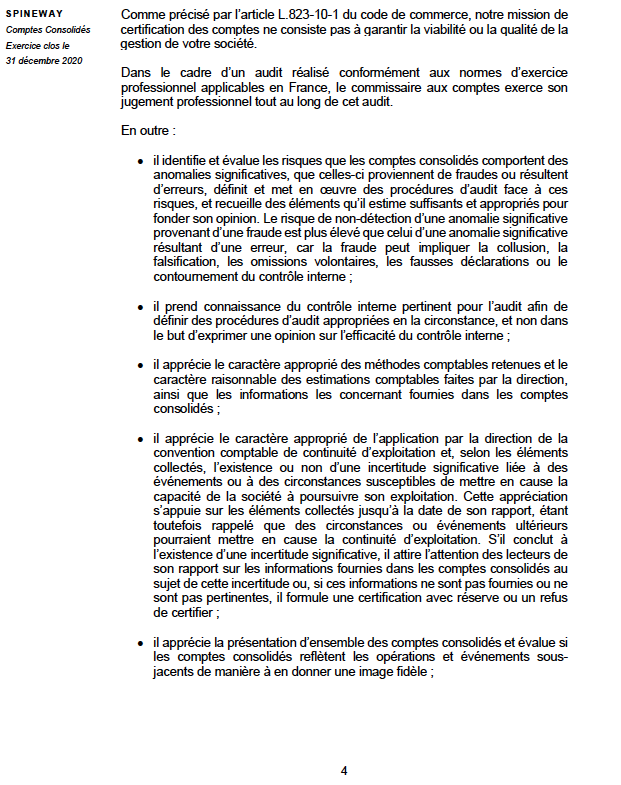 SPINEWAY
Comptes Consolidés
Exercice clos le
31 décembre 2020
Comme précisé par l'article L.823-10-1 du code de commerce, notre mission de
certification des comptes ne consiste pas à garantir la viabilité ou la qualité de la
gestion de votre société.
Dans le cadre d'un audit réalisé conformément aux normes d'exercice
professionnel applicables en France, le commissaire aux comptes exerce son
jugement professionnel tout au long de cet audit.
En outre :
• il identifie et évalue les risques que les comptes consolidés comportent des
anomalies significatives, que celles-ci proviennent de fraudes ou résultent
d'erreurs, définit et met en œuvre des procédures d'audit face à ces
risques, et recueille des éléments qu'il estime suffisants et appropriés pour
fonder son opinion. Le risque de non-détection d'une anomalie significative
provenant d'une fraude est plus élevé que celui d'une anomalie significative
résultant d'une erreur, car la fraude peut impliquer la collusion, la
falsification, les omissions volontaires, les fausses déclarations ou le
contournement du contrôle interne ;
• il prend connaissance du contrôle interne pertinent pour l'audit afin de
définir des procédures d'audit appropriées en la circonstance, et non dans
le but d'exprimer une opinion sur l'efficacité du contrôle interne ;
• il apprécie le caractère approprié des méthodes comptables retenues et le
caractère raisonnable des estimations comptables faites par la direction,
ainsi que les informations les concernant fournies dans les comptes
consolidés ;
• il apprécie le caractère approprié de l'application par la direction de la
convention comptable de continuité d'exploitation et, selon les éléments
collectés, l'existence ou non d'une incertitude significative liée à des
événements ou à des circonstances susceptibles de mettre en cause la
capacité de la société à poursuivre son exploitation. Cette appréciation
s'appuie sur les éléments collectés jusqu'à la date de son rapport, étant
toutefois rappelé que des circonstances ou événements ultérieurs
pourraient mettre en cause la continuité d'exploitation. S'il conclut à
l'existence d'une incertitude significative, il attire l'attention des lecteurs de
son rapport sur les informations fournies dans les comptes consolidés au
sujet de cette incertitude ou, si ces informations ne sont pas fournies ou ne
sont pas pertinentes, il formule une certification avec réserve ou un refus
de certifier ;
• il apprécie la présentation d'ensemble des comptes consolidés et évalue si
les comptes consolidés reflètent les opérations et événements sous-
jacents de manière à en donner une image fidèle ;
4